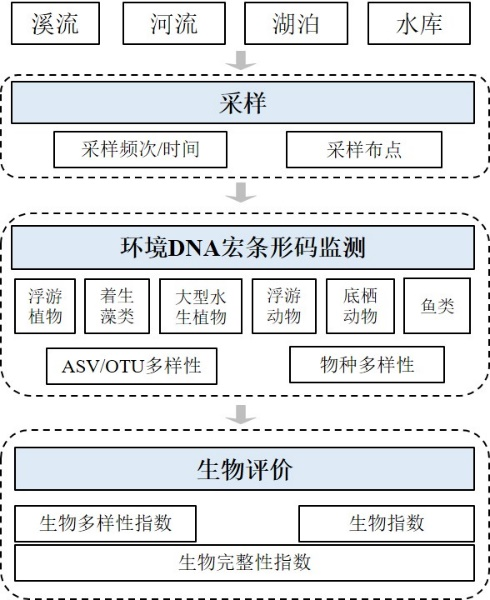 溪流 河流 湖泊 水库
采样
采样频次/时间 采样布点
环境DNA宏条形码监测
浮游 着生 大型水 浮游 底栖 鱼类
植物 藻类 生植物 动物 动物
ASV/OTU多样性 物种多样性
生物评价
生物多样性指数 生物指数
生物完整性指数